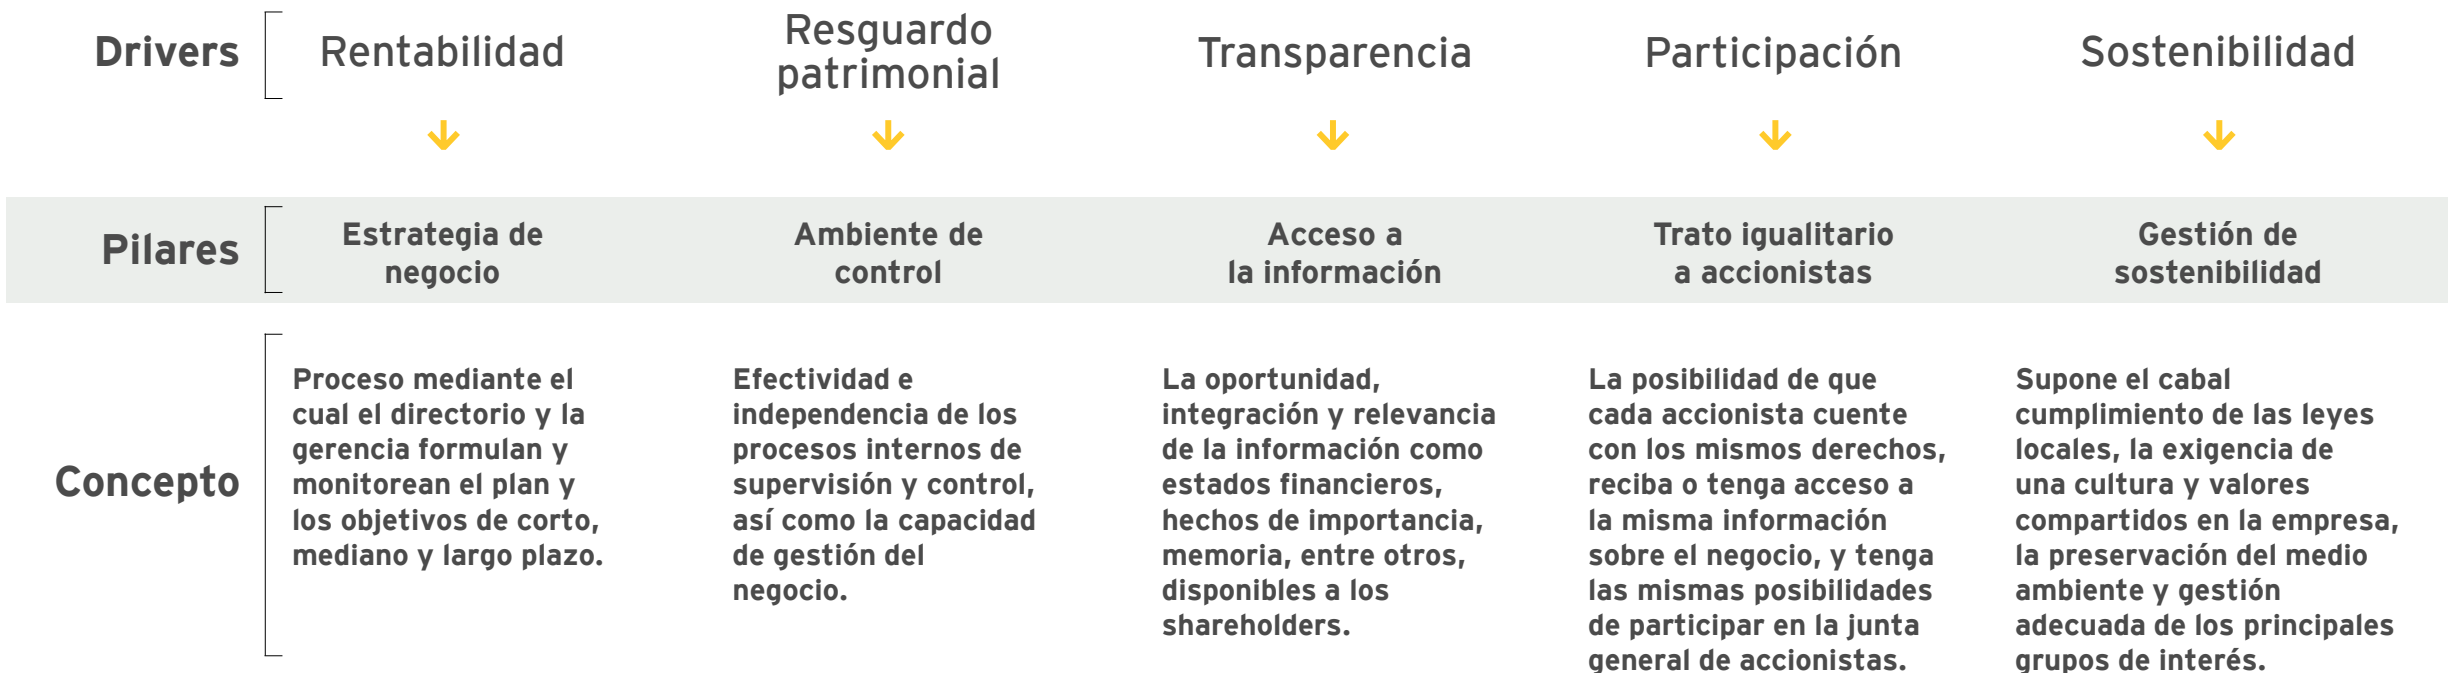 Drivers
Rentabilidad
Resguardo
patrimonial
Transparencia
Participación
Sostenibilidad
Pilares
Estrategia de
negocio
Ambiente de
control
Acceso a
la información
Trato igualitario
a accionistas
Gestión de
sostenibilidad
Concepto
Proceso mediante el
cual el directorio y la
gerencia formulan y
monitorean el plan y
los objetivos de corto,
mediano y largo plazo.
Efectividad e
independencia de los
procesos internos de
supervisión y control,
así como la capacidad
de gestión del
negocio.
La oportunidad,
integración y relevancia
de la información como
estados financieros,
hechos de importancia,
memoria, entre otros,
disponibles a los
shareholders.
La posibilidad de que
cada accionista cuente
con los mismos derechos,
reciba o tenga acceso a
la misma información
sobre el negocio, y tenga
las mismas posibilidades
de participar en la junta
general de accionistas.
Supone el cabal
cumplimiento de las leyes
locales, la exigencia de
una cultura y valores
compartidos en la empresa,
la preservación del medio
ambiente y gestión
adecuada de los principales
grupos de interés.